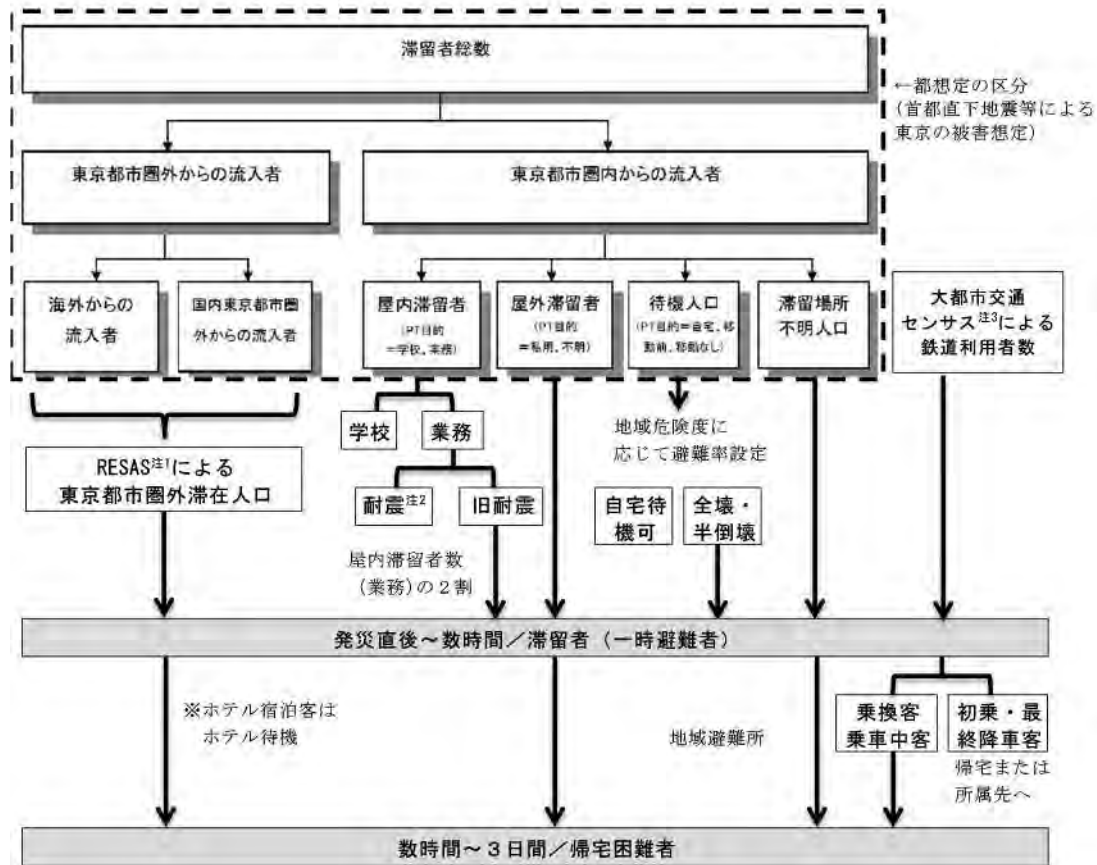 滞留者総数
←都想定の区分
(首都直下地震等による
東京の被害想定)
東京都市圏外からの流入者
東京都市圏内からの流入者
海外からの
流入者
国内東京都市圏
外からの流入者
屋内滞留者
(PT目的
=学校、業務)
屋外滞留者
(PT目的
=私用、不明)
待機人口
(PT目的=自宅、移
動前、移動なし)
滞留場所
不明人口
大都市交通
センサス注3による
鉄道利用者数
学校
業務
地域危険度に
応じて避難率設定
RESAS注1による
東京都市圏外滞在人口
耐震注2
旧耐震
自宅待
機可
全壊・
半倒壊
屋内滞留者数
(業務)の2割
発災直後~数時間/滞留者(一時避難者)
※ホテル宿泊客は
ホテル待機
地域避難所
乗換客
乗車中客
初乗・最
終降車客
帰宅または
所属先へ
数時間~3日間/帰宅困難者